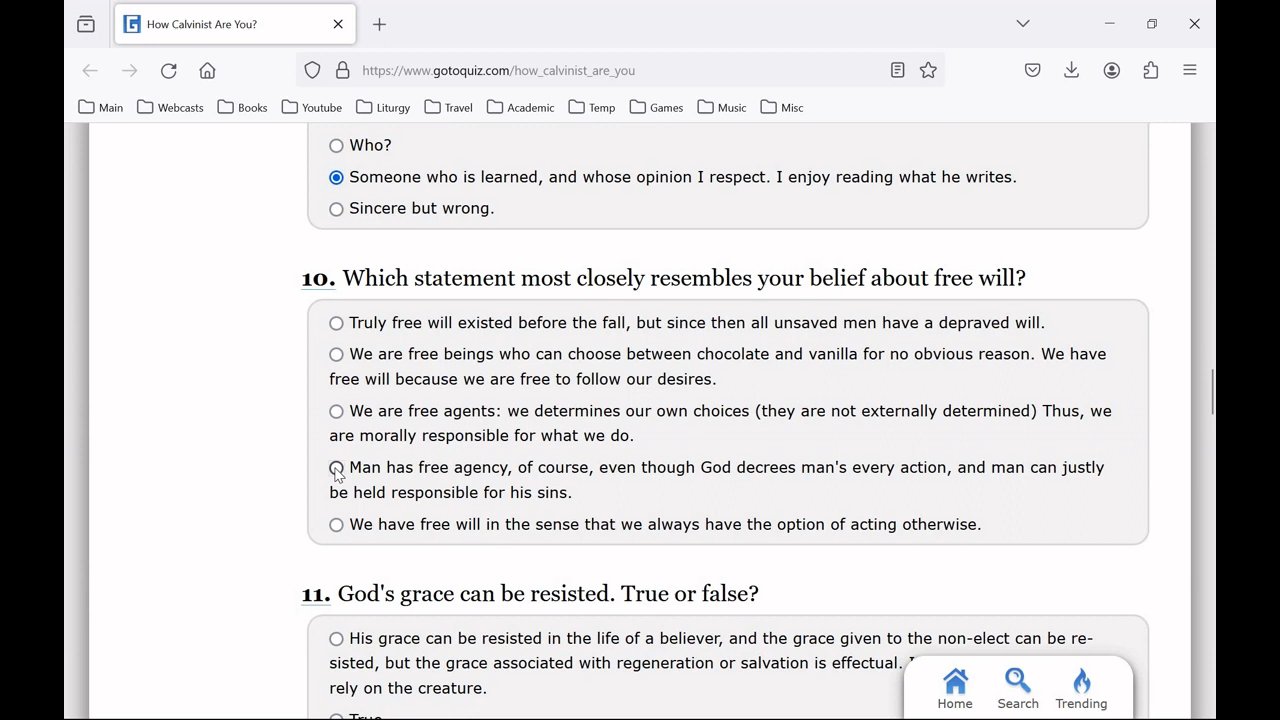 How Calvinist Are You?
https://www.gotoquiz.com/how_calvinist_are_you
Main Webcasts Books Youtube Liturgy Travel Academic Temp Games Music Misc
Who?
Someone who is learned, and whose opinion I respect. I enjoy reading what he writes.
Sincere but wrong.
10. Which statement most closely resembles your belief about free will?
Truly free will existed before the fall, but since then all unsaved men have a depraved will.
We are free beings who can choose between chocolate and vanilla for no obvious reason. We have
free will because we are free to follow our desires.
We are free agents: we determines our own choices (they are not externally determined) Thus, we
are morally responsible for what we do.
Man has free agency, of course, even though God decrees man's every action, and man can justly
be held responsible for his sins.
We have free will in the sense that we always have the option of acting otherwise.
11. God's grace can be resisted. True or false?
His grace can be resisted in the life of a believer, and the grace given to the non-elect can be re-
sisted, but the grace associated with regeneration or salvation is effectual.
rely on the creature.
True
Home Search Trending